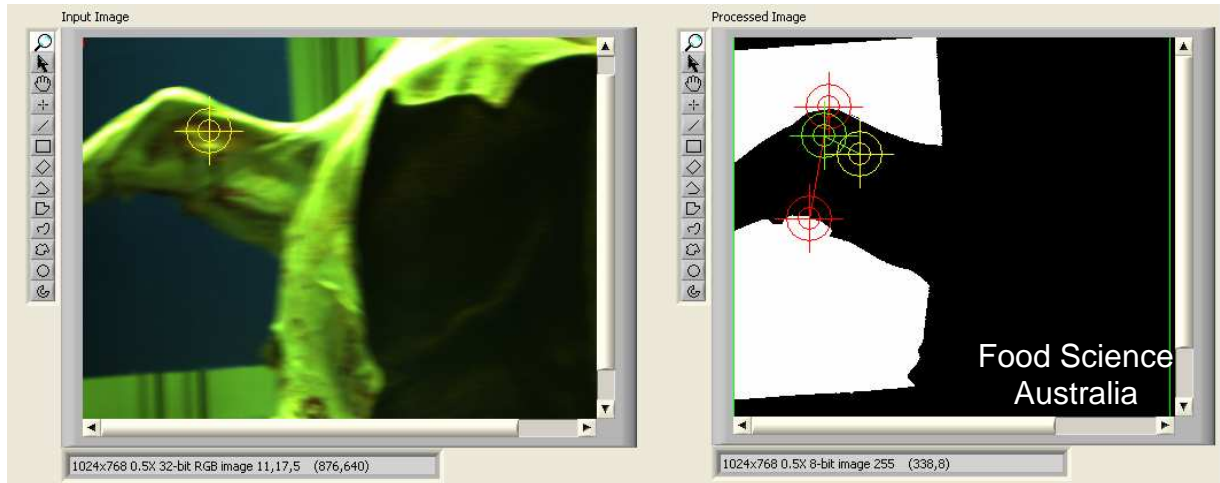 Input Image
Processed Image
Food Science
Australia
1024x768 0.5X 32-bit RGB image 11,17,5 (876,640)
1024x768 0.5X 8-bit image 255 (338,8)